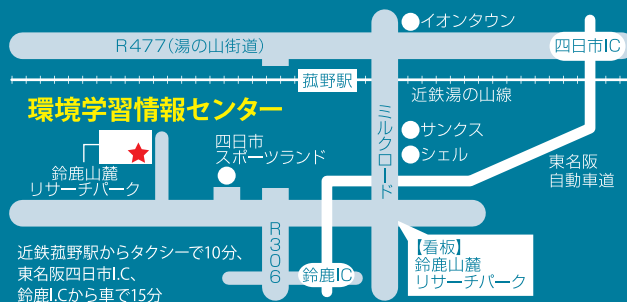 イオンタウン
R477(湯の山街道)
四日市IC
菰野駅
近鉄湯の山線
環境学習情報センター
ミルクロード
サンクス
シェル
四日市
スポーツランド
鈴鹿山麓
リサーチパーク
東名阪
自動車道
R306
鈴鹿IC
【看板】
鈴鹿山麓
リサーチパーク
近鉄菰野駅からタクシーで10分、
東名阪四日市I.C、
鈴鹿I.Cから車で15分